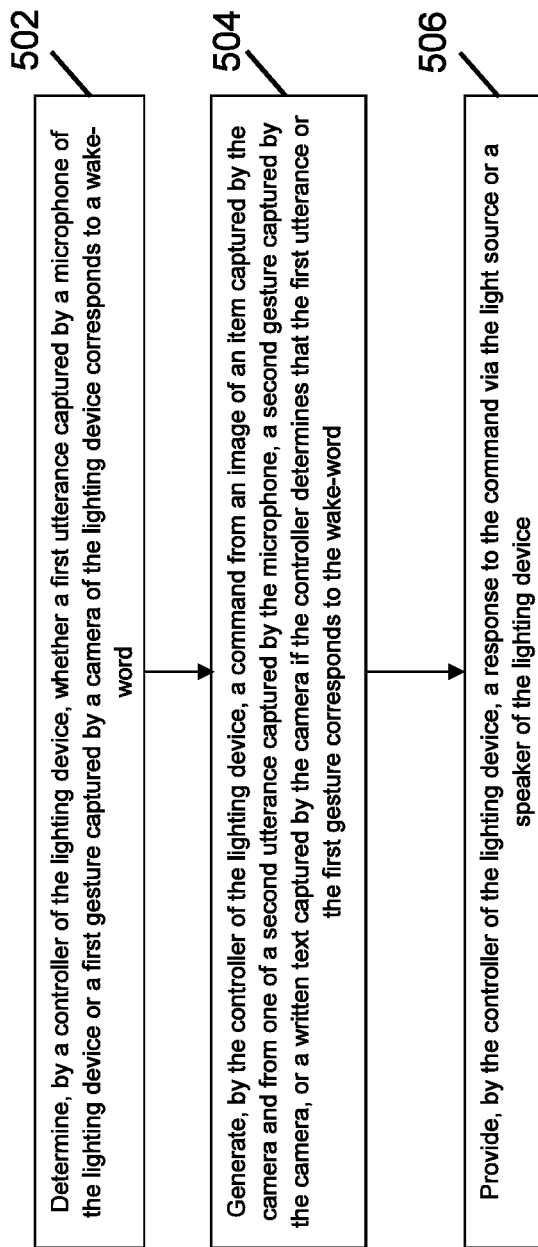 502
Determine, by a controller of the lighting device, whether a first utterance captured by a microphone of
the lighting device or a first gesture captured by a camera of the lighting device corresponds to a wake-
word
504
Generate, by the controller of the lighting device, a command from an image of an item captured by the
camera and from one of a second utterance captured by the microphone, a second gesture captured by
the camera, or a written text captured by the camera if the controller determines that the first utterance or
the first gesture corresponds to the wake-word
506
Provide, by the controller of the lighting device, a response to the command via the light source or a
speaker of the lighting device